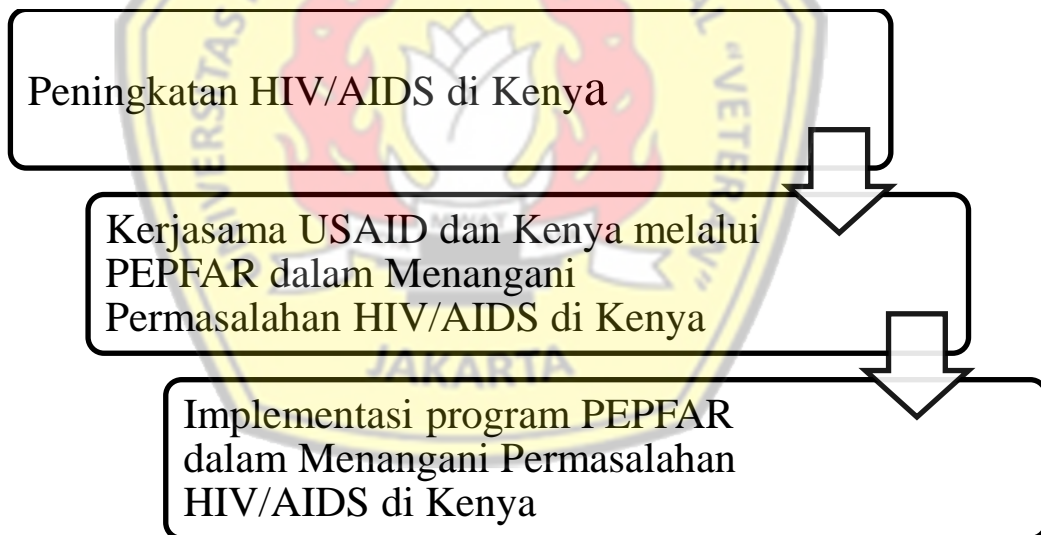 Peningkatan HIV/AIDS di Kenya
Kerjasama USAID dan Kenya melalui
PEPFAR dalam Menangani
Permasalahan HIV/AIDS di Kenya
JAKARTA
Implementasi program PEPFAR
dalam Menangani Permasalahan
HIV/AIDS di Kenya
"VETERAN"